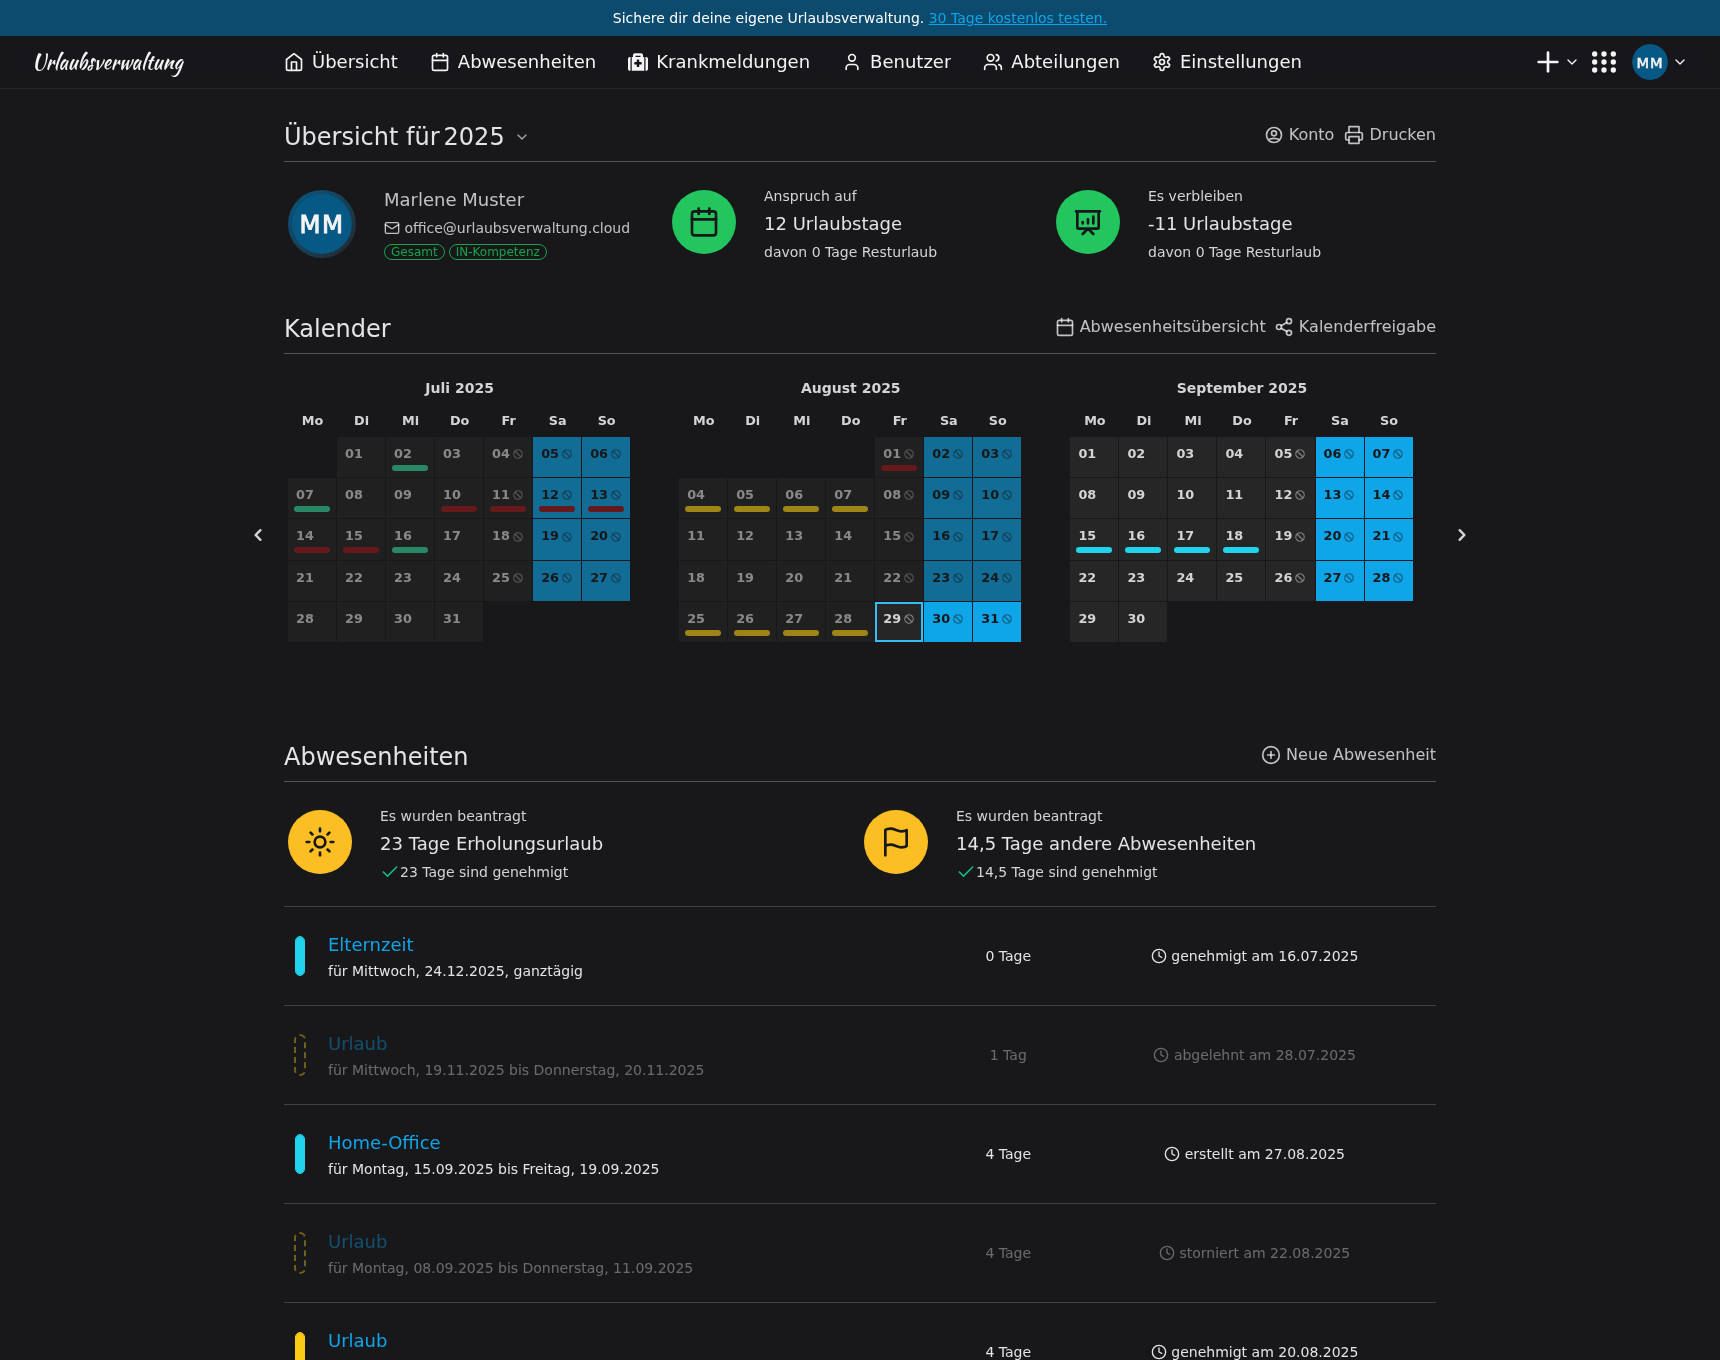 Sichere dir deine eigene Urlaubsverwaltung. 30 Tage kostenlos testen.
Urlaubsverwaltung Übersicht Abwesenheiten Krankmeldungen Benutzer Abteilungen Einstellungen MM
Übersicht für 2025 Konto Drucken
MM
Marlene Muster
office@urlaubsverwaltung.cloud
Gesamt IN-Kompetenz
Anspruch auf
12 Urlaubstage
davon 0 Tage Resturlaub
Es verbleiben
-11 Urlaubstage
davon 0 Tage Resturlaub
Kalender Abwesenheitsübersicht Kalenderfreigabe
Juli 2025
Mo Di Mi Do Fr Sa So
01 02 03 04 05 06
07 08 09 10 11 12 13
14 15 16 17 18 19 20
21 22 23 24 25 26 27
28 29 30 31
August 2025
Mo Di Mi Do Fr Sa So
01 02 03
04 05 06 07 08 09 10
11 12 13 14 15 16 17
18 19 20 21 22 23 24
25 26 27 28 29 30 31
September 2025
Mo Di Mi Do Fr Sa So
01 02 03 04 05 06 07
08 09 10 11 12 13 14
15 16 17 18 19 20 21
22 23 24 25 26 27 28
29 30
Abwesenheiten Neue Abwesenheit
Es wurden beantragt
23 Tage Erholungsurlaub
23 Tage sind genehmigt
Es wurden beantragt
14,5 Tage andere Abwesenheiten
14,5 Tage sind genehmigt
Elternzeit
für Mittwoch, 24.12.2025, ganztägig
0 Tage genehmigt am 16.07.2025
Urlaub
für Mittwoch, 19.11.2025 bis Donnerstag, 20.11.2025
1 Tag abgelehnt am 28.07.2025
Home-Office
für Montag, 15.09.2025 bis Freitag, 19.09.2025
4 Tage erstellt am 27.08.2025
Urlaub
für Montag, 08.09.2025 bis Donnerstag, 11.09.2025
4 Tage storniert am 22.08.2025
Urlaub
4 Tage genehmigt am 20.08.2025